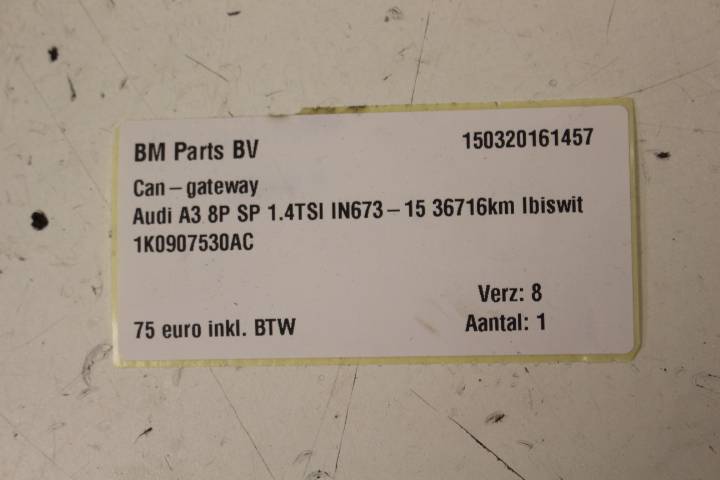 BM Parts BV 150320161457
Can-gateway
Audi A3 8P SP 1.4TSI IN673-15 36716km Ibiswit
1K0907530AC
Verz: 8
75 euro inkl. BTW Aantal: 1